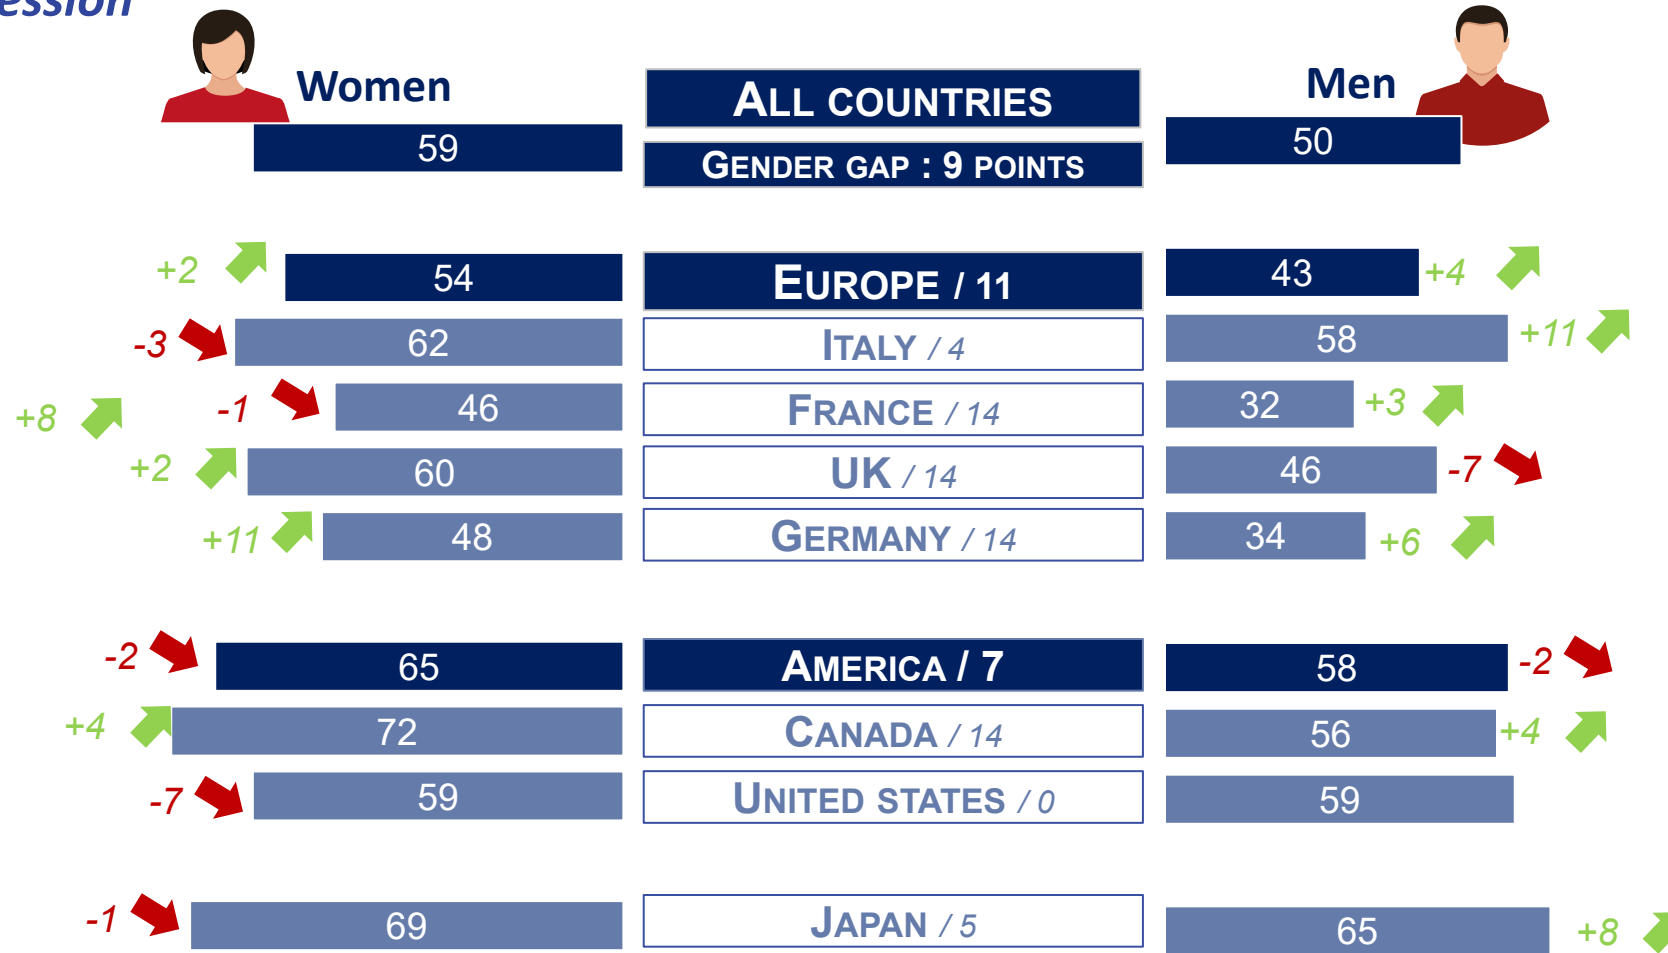 ession
Women
ALL COUNTRIES
Men
59
GENDER GAP : 9 POINTS
50
+2
54
EUROPE / 11
43
+4
-3
62
ITALY / 4
58
+11
+8
-1
46
FRANCE / 14
32
+3
+2
60
UK / 14
46
-7
+11
48
GERMANY / 14
34
+6
-2
65
AMERICA / 7
58
-2
+4
72
CANADA / 14
56
+4
-7
59
UNITED STATES / 0
59
-1
69
JAPAN / 5
65
+8